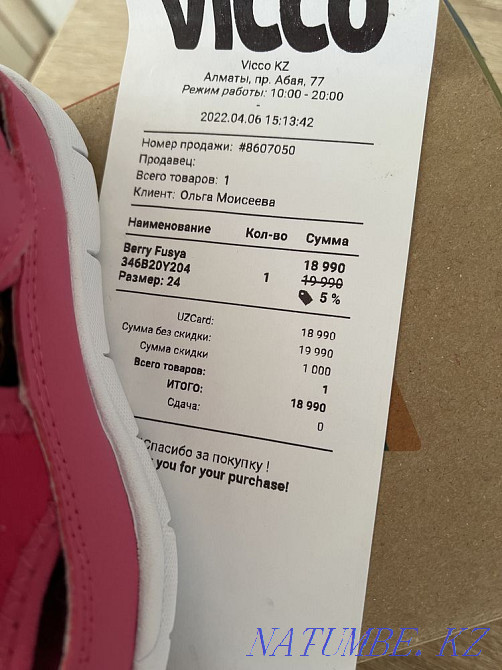 VICCO
Vicco KZ
Алматы, пр. Абая, 77
Режим работы: 10:00 - 20:00
-
2022.04.06 15:13:42
Номер продажи: #8607050
Продавец:
Всего товаров: 1
Клиент: Ольга Моисеева
Наименование Кол-во Сумма
Berry Fusya 18 990
346B20Y204 1 19 990
Размер: 24 5 %
UZCard: 18 990
Сумма без скидки: 19 990
Сумма скидки 1 000
Всего товаров: 1
ИТОГО: 18 990
Сдача: 0
Спасибо за покупку !
you for your purchase!
NATUMBE.KZ